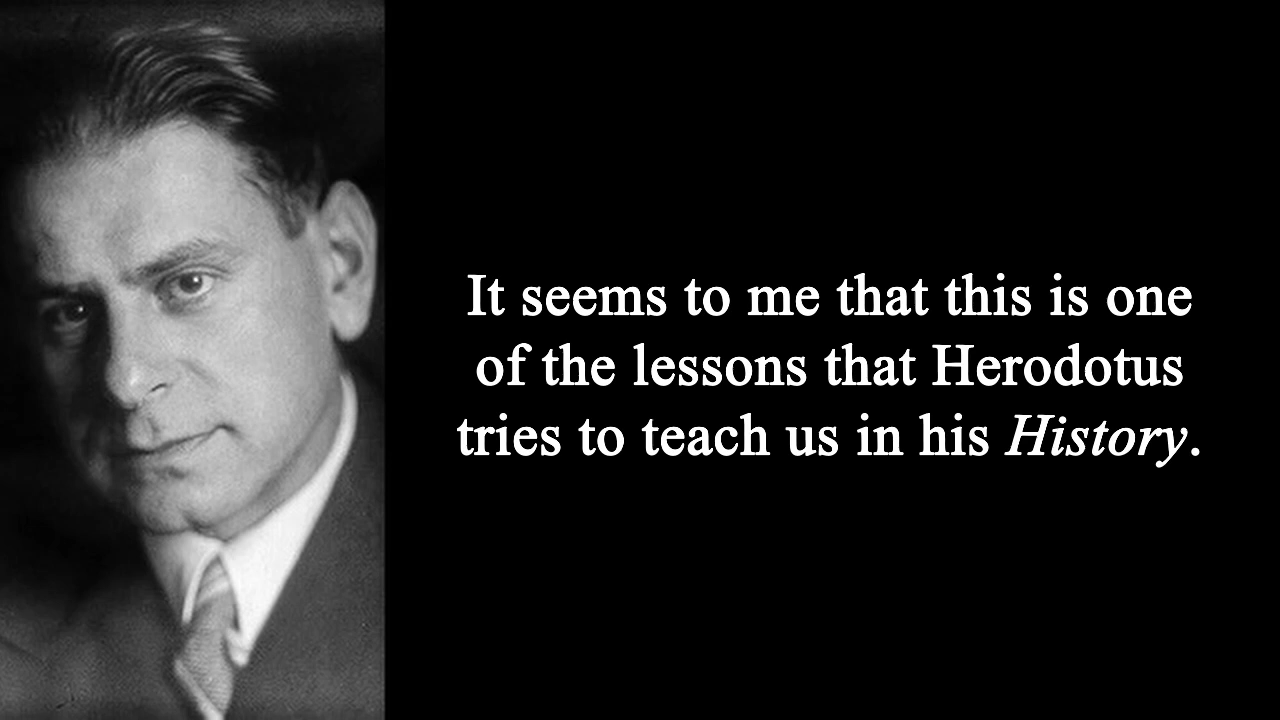 It seems to me that this is one
of the lessons that Herodotus
tries to teach us in his History.